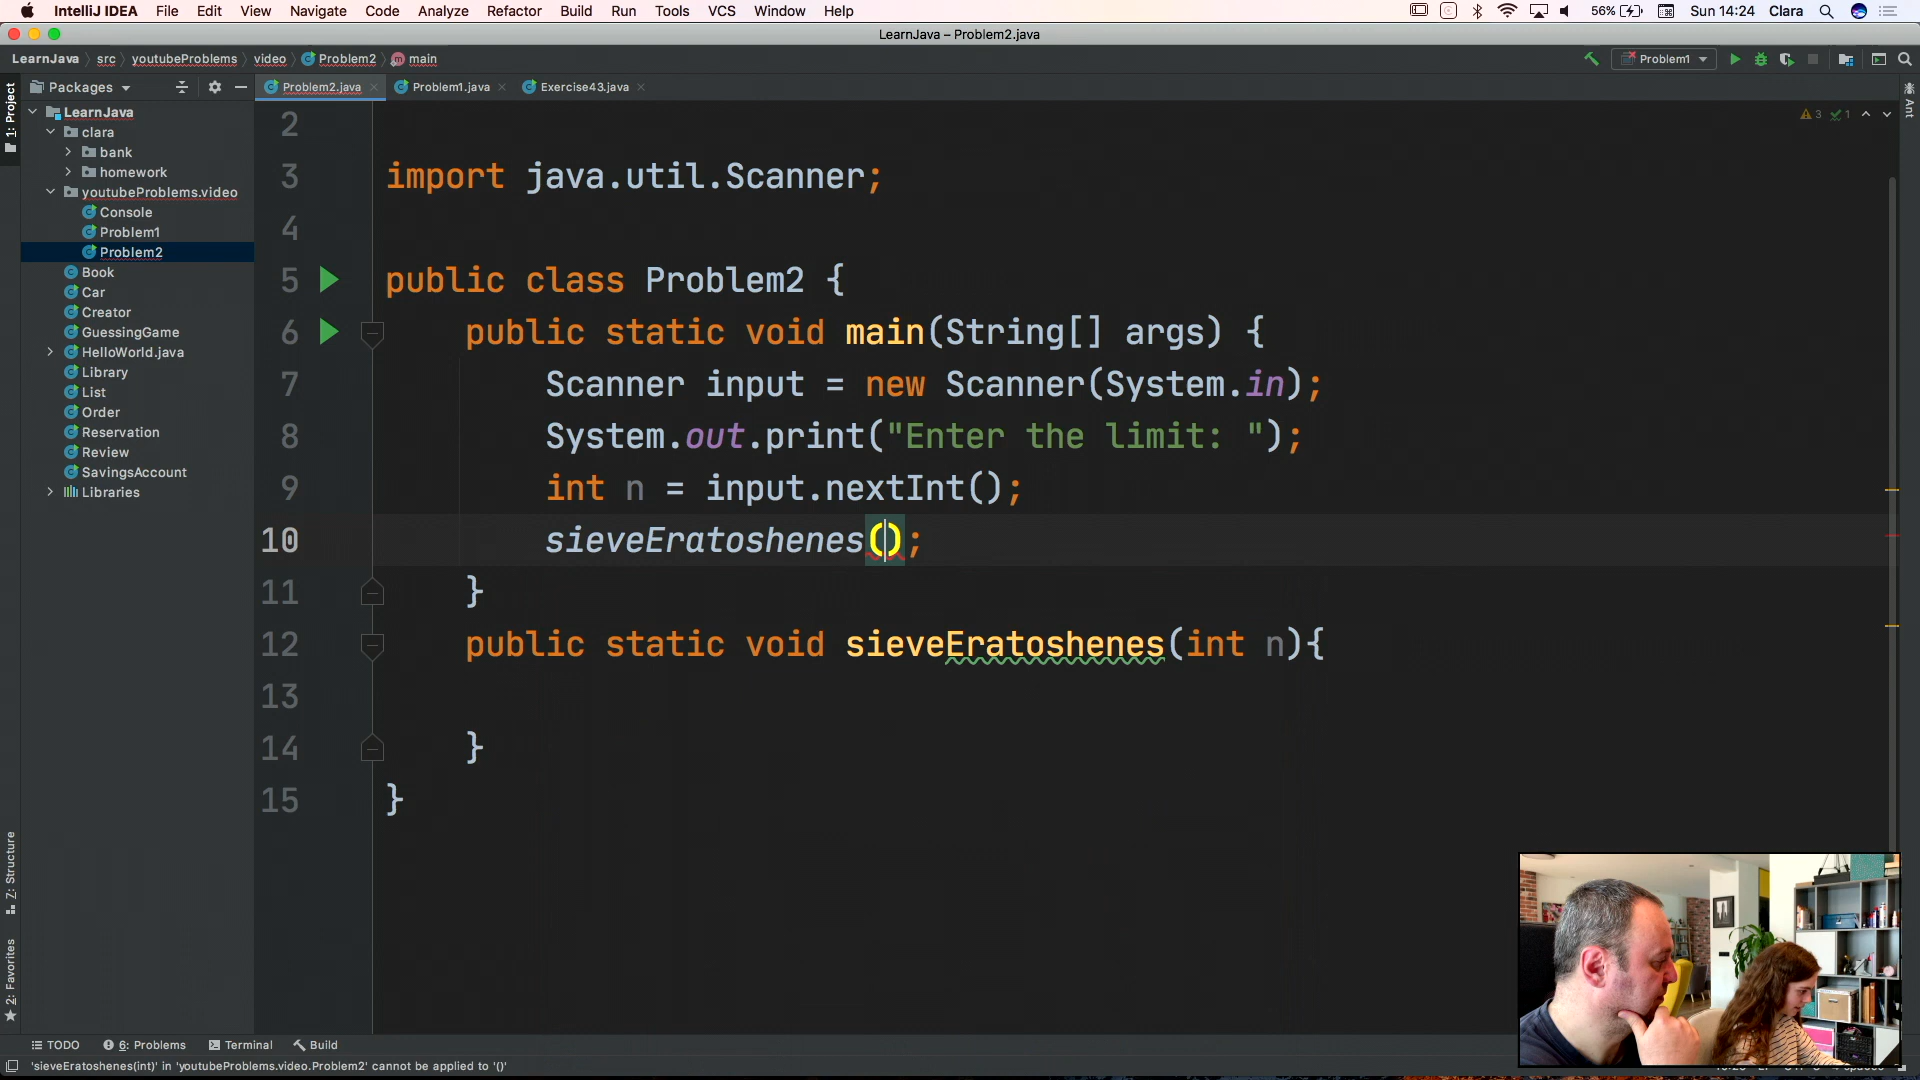 IntelliJ IDEA File Edit View Navigate Code Analyze Refactor Build Run Tools VCS Window Help 56% Sun 14:24 Clara
LearnJava – Problem2.java
LearnJava src youtubeProblems video Problem2 main Problem1
Packages Problem2.java Problem1.java Exercise43.java
1: Project
Ant
LearnJava
clara
bank
homework
youtubeProblems.video
Console
Problem1
Problem2
Book
Car
Creator
GuessingGame
HelloWorld.java
Library
List
Order
Reservation
Review
SavingsAccount
Libraries
3 1
2
3 import java.util.Scanner;
4
5 public class Problem2 {
6 public static void main(String[] args) {
7 Scanner input = new Scanner(System.in);
8 System.out.print("Enter the limit: ");
9 int n = input.nextInt();
10 sieveEratoshenes();
11 }
12 public static void sieveEratoshenes(int n){
13
14 }
15 }
7: Structure
2: Favorites
TODO 6: Problems Terminal Build
'sieveEratoshenes(int)' in 'youtubeProblems.video.Problem2' cannot be applied to '()'